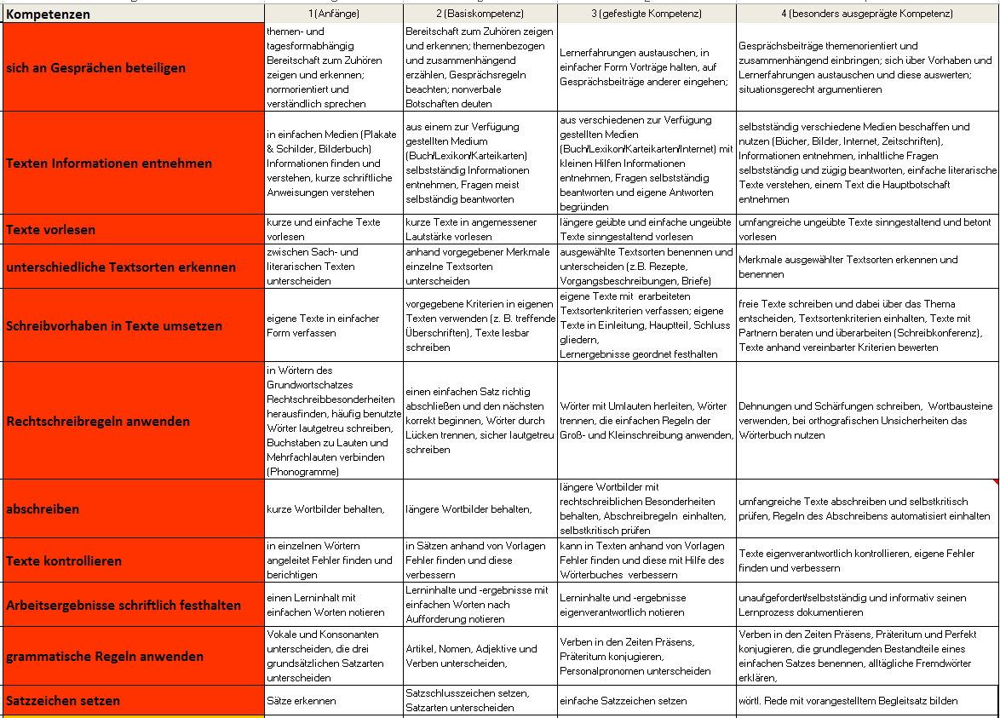 Kompetenzen
1 (Anfänge)
2 (Basiskompetenz)
3 (gefestigte Kompetenz)
4 (besonders ausgeprägte Kompetenz)
sich an Gesprächen beteiligen
themen- und
tagesformabhängig
Bereitschaft zum Zuhören
zeigen und erkennen;
normorientiert und
verständlich sprechen
Bereitschaft zum Zuhören zeigen
und erkennen; themenbezogen
und zusammenhängend
erzählen, Gesprächsregeln
beachten; nonverbale
Botschaften deuten
Lernerfahrungen austauschen, in
einfacher Form Vorträge halten, auf
Gesprächsbeiträge anderer eingehen;
Gesprächsbeiträge themenorientiert und
zusammenhängend einbringen; sich über Vorhaben und
Lernerfahrungen austauschen und diese auswerten;
situationsgerecht argumentieren
Texten Informationen entnehmen
in einfachen Medien (Plakate
& Schilder, Bilderbuch)
Informationen finden und
verstehen, kurze schriftliche
Anweisungen verstehen
aus einem zur Verfügung
gestellten Medium
(Buch/Lexikon/Karteikarten)
selbstständig Informationen
entnehmen, Fragen meist
selbständig beantworten
aus verschiedenen zur Verfügung
gestellten Medien
(Buch/Lexikon/Karteikarten/Internet) mit
kleinen Hilfen Informationen
entnehmen, Fragen selbstständig
beantworten und eigene Antworten
begründen
selbstständig verschiedene Medien beschaffen und
nutzen (Bücher, Bilder, Internet, Zeitschriften),
Informationen entnehmen, inhaltliche Fragen
selbstständig und zügig beantworten, einfache literarische
Texte verstehen, einem Text die Hauptbotschaft
entnehmen
Texte vorlesen
kurze und einfache Texte
vorlesen
kurze Texte in angemessener
Lautstärke vorlesen
längere geübte und einfache ungeübte
Texte sinngestaltend vorlesen
umfangreiche ungeübte Texte sinngestaltend und betont
vorlesen
unterschiedliche Textsorten erkennen
zwischen Sach- und
literarischen Texten
unterscheiden
anhand vorgegebener Merkmale
einzelne Textsorten
unterscheiden
ausgewählte Textsorten benennen und
unterscheiden (z.B. Rezepte,
Vorgangsbeschreibungen, Briefe)
Merkmale ausgewählter Textsorten erkennen und
benennen
Schreibvorhaben in Texte umsetzen
eigene Texte in einfacher
Form verfassen
vorgegebene Kriterien in eigenen
Texten verwenden (z. B. treffende
Überschriften), Texte lesbar
schreiben
eigene Texte mit erarbeiteten
Textsortenkriterien verfassen; eigene
Texte in Einleitung, Hauptteil, Schluss
gliedern,
Lernergebnisse geordnet festhalten
freie Texte schreiben und dabei über das Thema
entscheiden, Textsortenkriterien einhalten, Texte mit
Partnern beraten und überarbeiten (Schreibkonferenz),
Texte anhand vereinbarter Kriterien bewerten
Rechtschreibregeln anwenden
in Wörtern des
Grundwortschatzes
Rechtschreibbesonderheiten
herausfinden, häufig benutzte
Wörter lautgetreu schreiben,
Buchstaben zu Lauten und
Mehrfachlauten verbinden
(Phonogramme)
einen einfachen Satz richtig
abschließen und den nächsten
korrekt beginnen, Wörter durch
Lücken trennen, sicher lautgetreu
schreiben
Wörter mit Umlauten herleiten, Wörter
trennen, die einfachen Regeln der
Groß- und Kleinschreibung anwenden,
Dehnungen und Schärfungen schreiben, Wortbausteine
verwenden, bei orthografischen Unsicherheiten das
Wörterbuch nutzen
abschreiben
kurze Wortbilder behalten,
längere Wortbilder behalten,
längere Wortbilder mit
rechtschreiblichen Besonderheiten
behalten, Abschreibregeln einhalten,
selbstkritisch prüfen
umfangreiche Texte abschreiben und selbstkritisch
prüfen, Regeln des Abschreibens automatisiert einhalten
Texte kontrollieren
in einzelnen Wörtern
angeleitet Fehler finden und
berichtigen
in Sätzen anhand von Vorlagen
Fehler finden und diese
verbessern
kann in Texten anhand von Vorlagen
Fehler finden und diese mit Hilfe des
Wörterbuches verbessern
Texte eigenverantwortlich kontrollieren, eigene Fehler
finden und verbessern
Arbeitsergebnisse schriftlich festhalten
einen Lerninhalt mit
einfachen Worten notieren
Lerninhalte und -ergebnisse mit
einfachen Worten nach
Aufforderung notieren
Lerninhalte und -ergebnisse
eigenverantwortlich notieren
unaufgefordert/selbstständig und informativ seinen
Lernprozess dokumentieren
grammatische Regeln anwenden
Vokale und Konsonanten
unterscheiden, die drei
grundsätzlichen Satzarten
unterscheiden
Artikel, Nomen, Adjektive und
Verben unterscheiden,
Verben in den Zeiten Präsens,
Präteritum konjugieren,
Personalpronomen unterscheiden
Verben in den Zeiten Präsens, Präteritum und Perfekt
konjugieren, die grundlegenden Bestandteile eines
einfachen Satzes benennen, alltägliche Fremdwörter
erklären,
Satzzeichen setzen
Sätze erkennen
Satzschlusszeichen setzen,
Satzarten unterscheiden
einfache Satzzeichen setzen
wörtl. Rede mit vorangestelltem Begleitsatz bilden